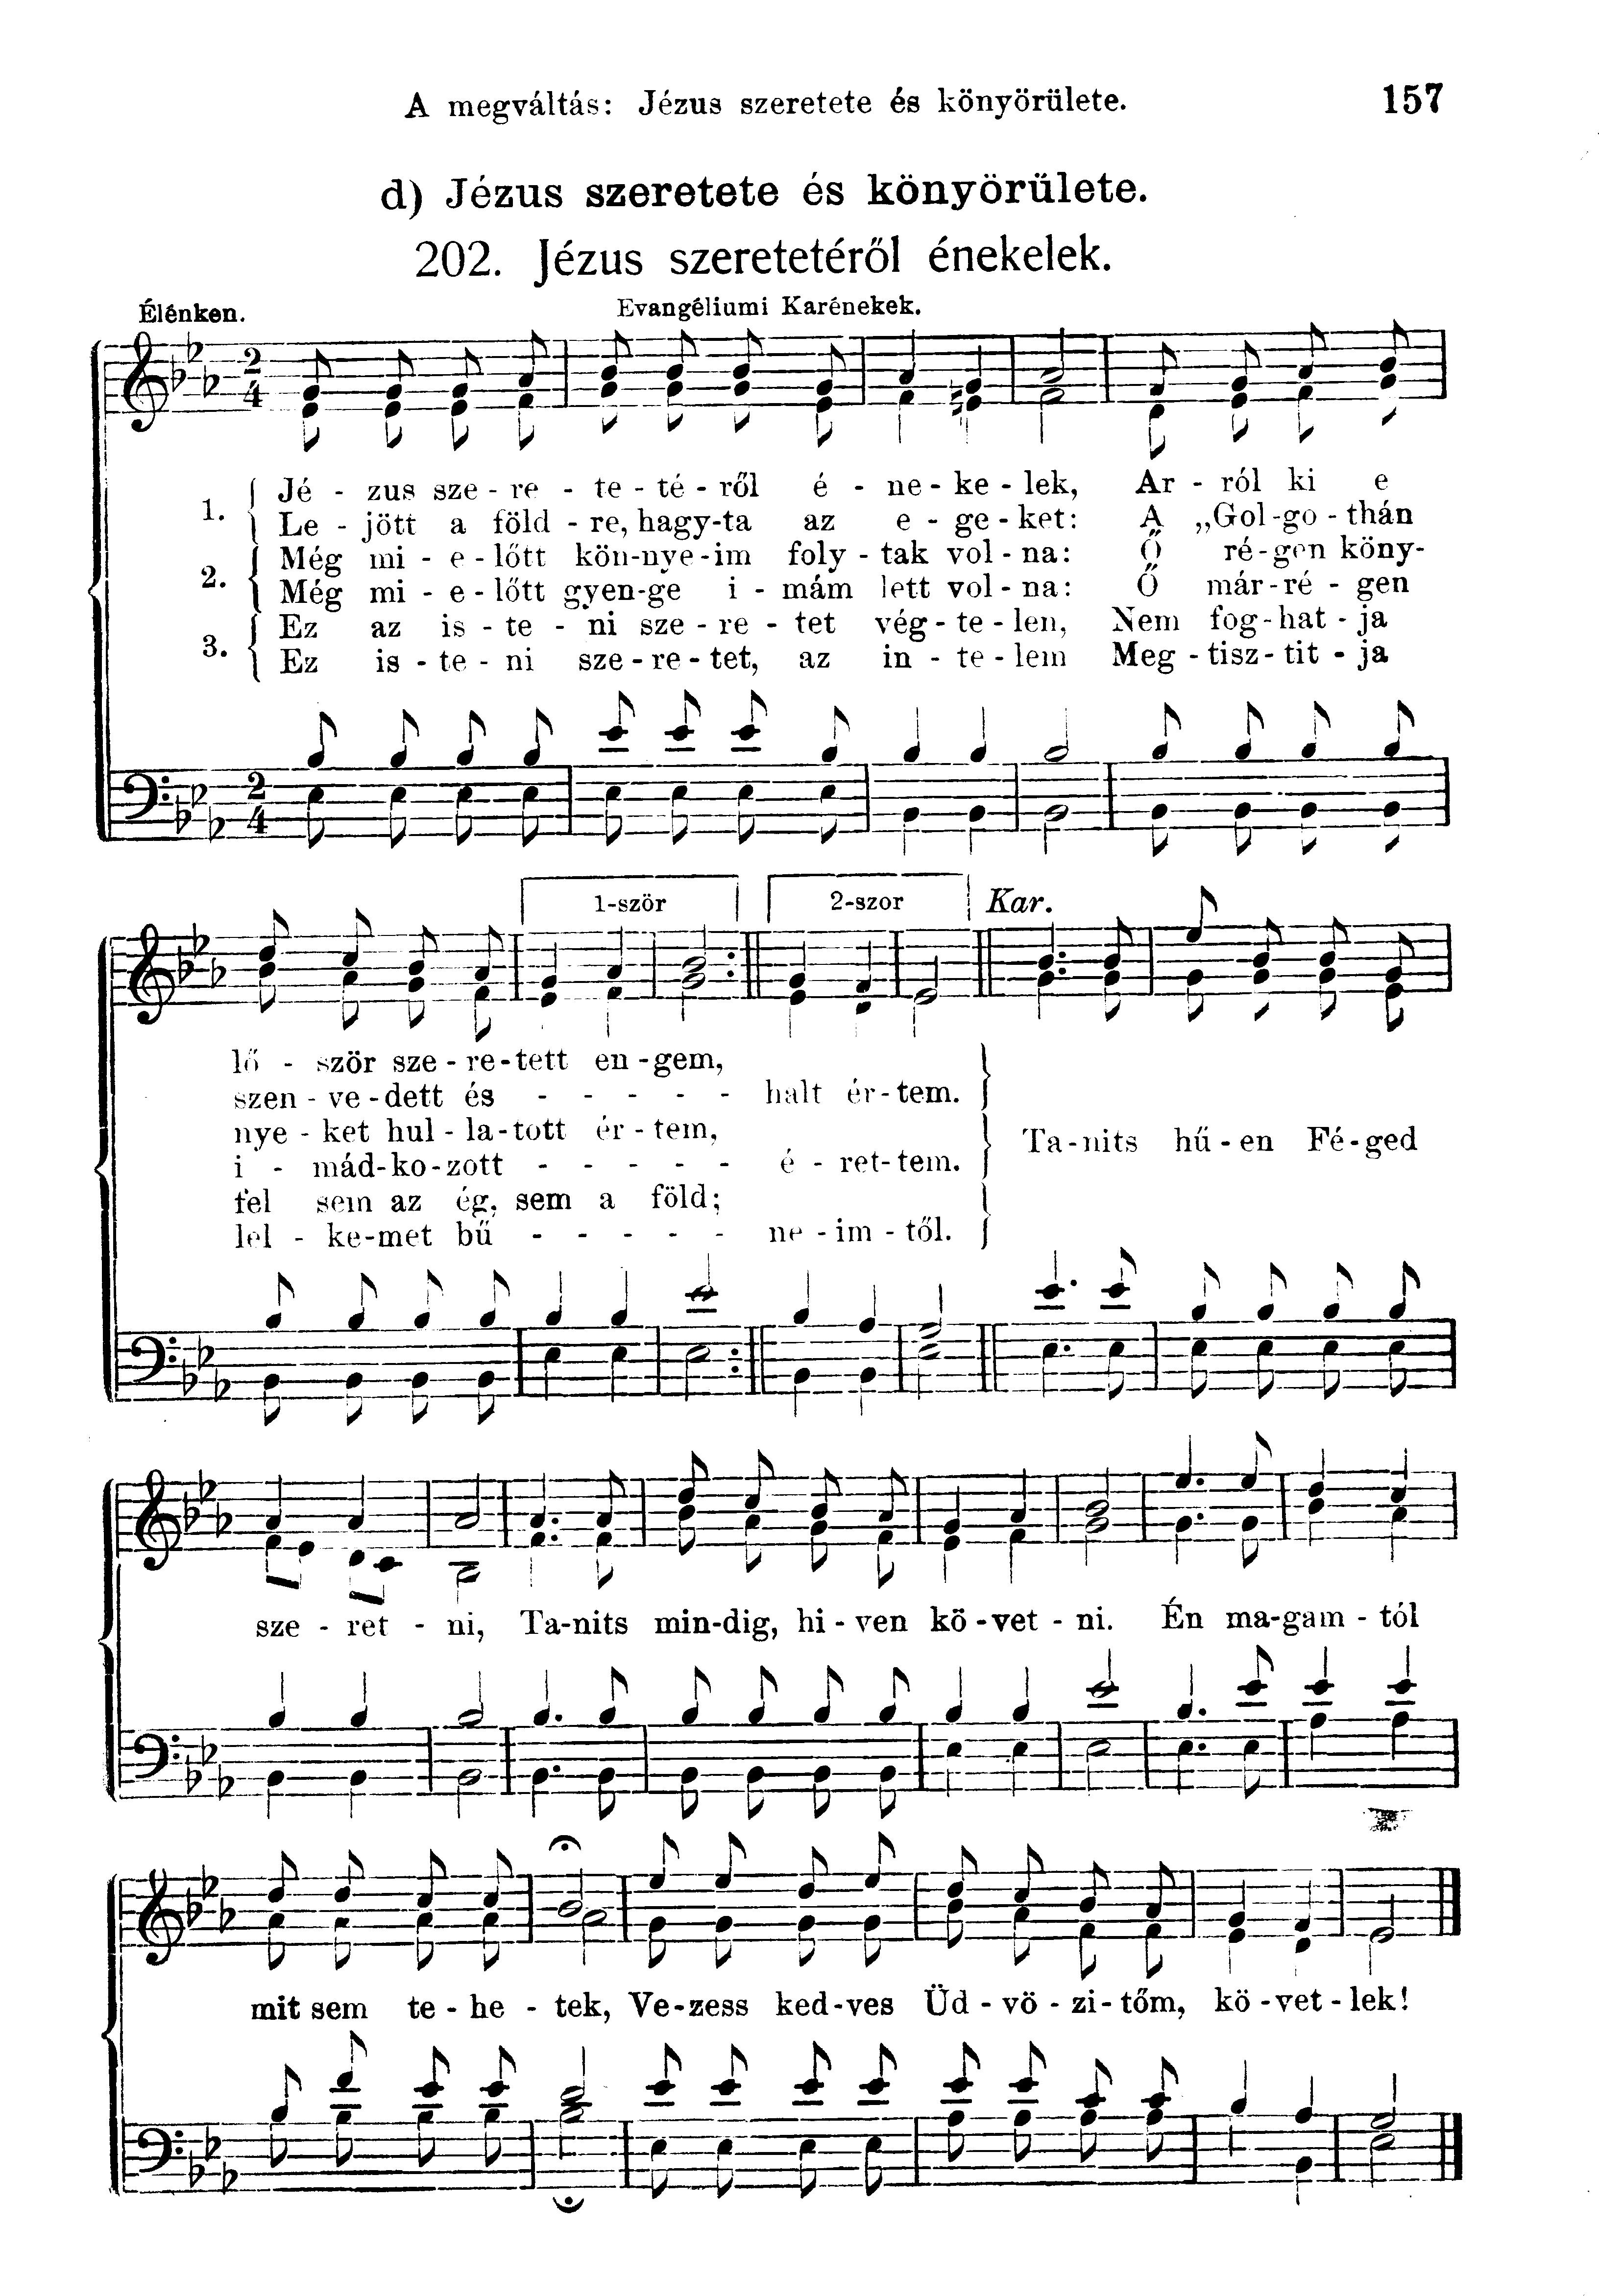 A megváltás: Jézus szeretete és könyörülete. 157
d) Jézus szeretete és könyörülete.
202. Jézus szeretetéről énekelek.
Élénken. Evangéliumi Karénekek.
1. Jé - zus sze - re - te - té - ről é - ne - ke - lek, Ar - ról ki e
Le - jött a föld - re, hagy-ta az e - ge - ket: A „Gol-go - thán
2. Még mi - e - lőtt kön-nye-im foly - tak vol - na: Ő ré-gen köny-
Még mi - e - lőtt gyen-ge i - mám lett vol - na: Ő már-ré - gen
3. Ez az is - te - ni sze - re - tet vég - te - len, Nem fog-hat - ja
Ez is - te - ni sze - re - tet, az in - te - lem Meg - tisz - tit - ja
1-ször 2-szor Kar.
lő - ször sze - re-tett en - gem,
szen - ve - dett és - - - - - halt ér-tem.
nye - ket hul - la-tott ér - tem,
Ta-nits hű - en Fé-ged
i - mád-ko-zott - - - - - é - ret-tem.
fel sem az ég, sem a föld;
lel - ke-met bű - - - - - ne - im - től.
sze - ret - ni, Ta-nits min-dig, hi - ven kö - vet - ni. Én ma-gam - tól
mit sem te - he - tek, Ve-zess ked-ves Üd - vö - zi - tőm, kö - vet - lek!